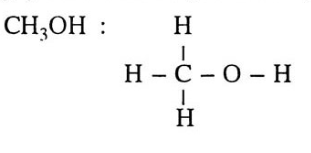 CH₃OH : H
|
H – C – O – H
|
H